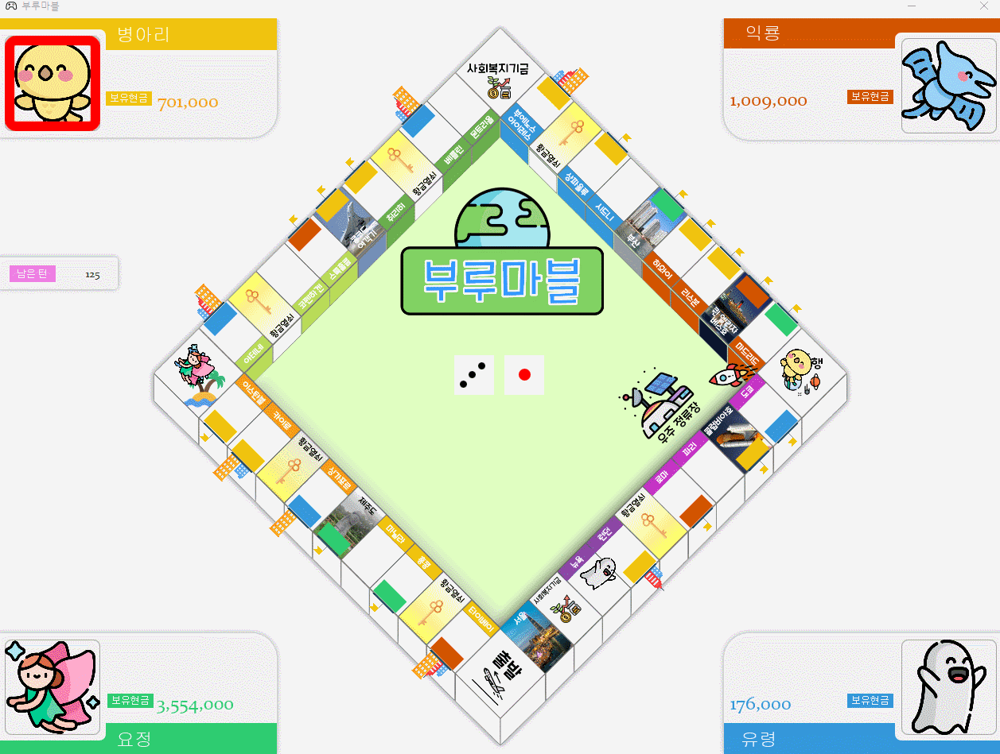 부루마블
병아리
보유현금 701,000
익룡
1,009,000 보유현금
남은 턴 125
사회복지기금
부에노스
아이레스
황금열쇠
상파울루
시드니
부산
하와이
리스본
퀸 엘리자
베스호
마드리드
몬트리올
베를린
황금열쇠
취리히
콩코드
여객기
스톡홀름
코펜하겐
황금열쇠
아테네
부루마블
행
우주 정류장
이스탄불
카이로
황금열쇠
싱가포르
제주도
마닐라
홍콩
황금열쇠
타이페이
출발
도쿄
콜럼비아호
파리
로마
황금열쇠
런던
뉴욕
사회복지기금
서울
보유현금 3,554,000
요정
176,000 보유현금
유령